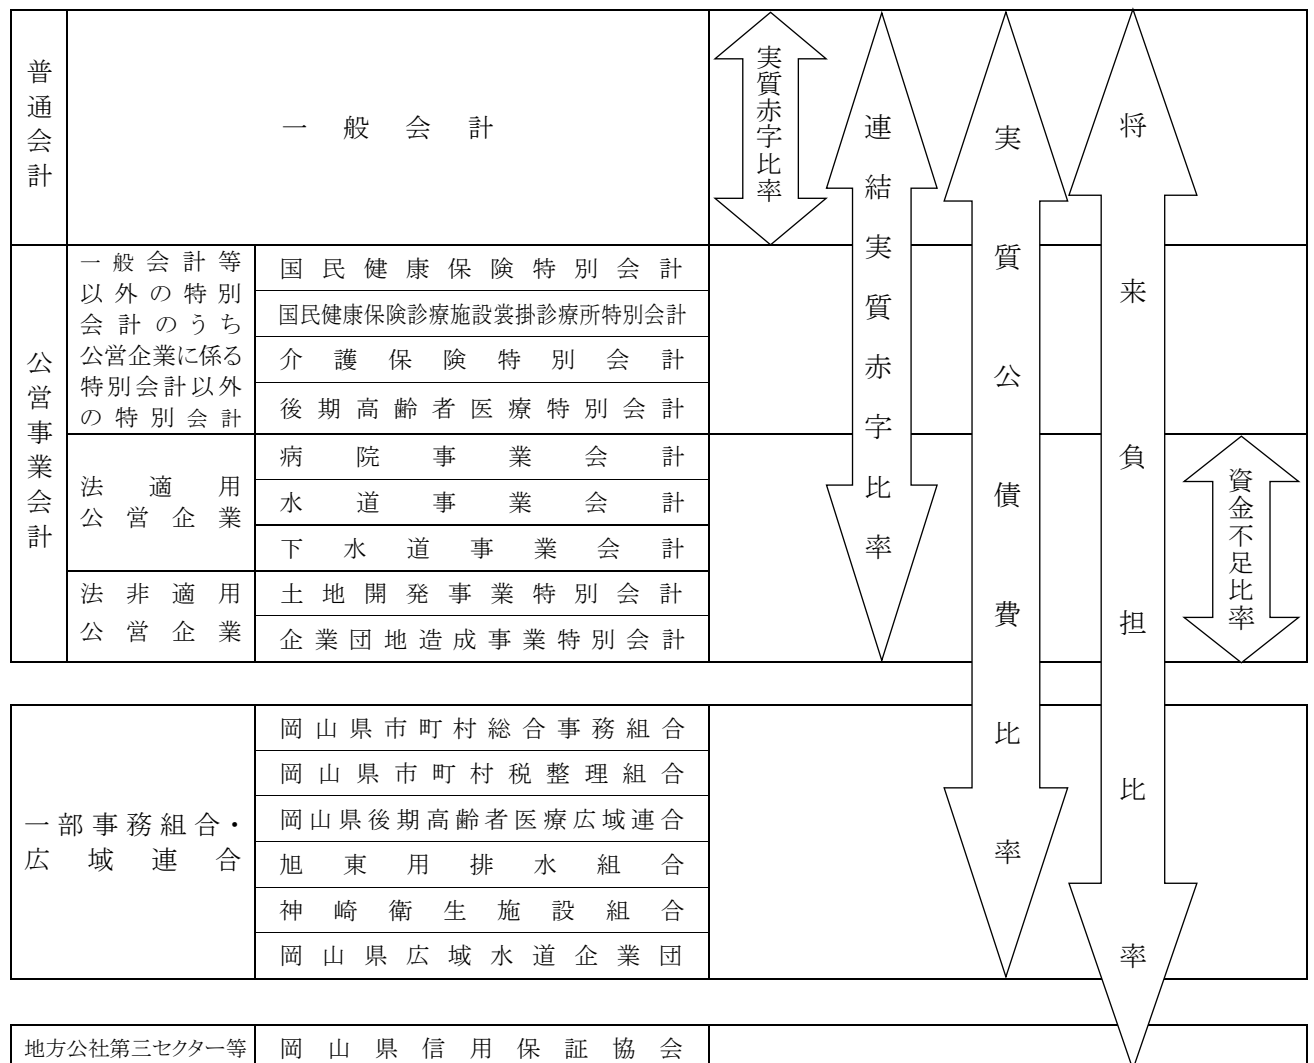 普通会計
一般会計
実質赤字比率
連結実質赤字比率
実質公債費比率
将来負担比率
公営事業会計
一般会計等
以外の特別
会計のうち
公営企業に係る
特別会計以外
の特別会計
国民健康保険特別会計
国民健康保険診療施設裳掛診療所特別会計
介護保険特別会計
後期高齢者医療特別会計
法適用
公営企業
病院事業会計
水道事業会計
下水道事業会計
資金不足比率
法非適用
公営企業
土地開発事業特別会計
企業団地造成事業特別会計
一部事務組合・
広域連合
岡山県市町村総合事務組合
岡山県市町村税整理組合
岡山県後期高齢者医療広域連合
旭東用排水組合
神崎衛生施設組合
岡山県広域水道企業団
地方公社第三セクター等
岡山県信用保証協会